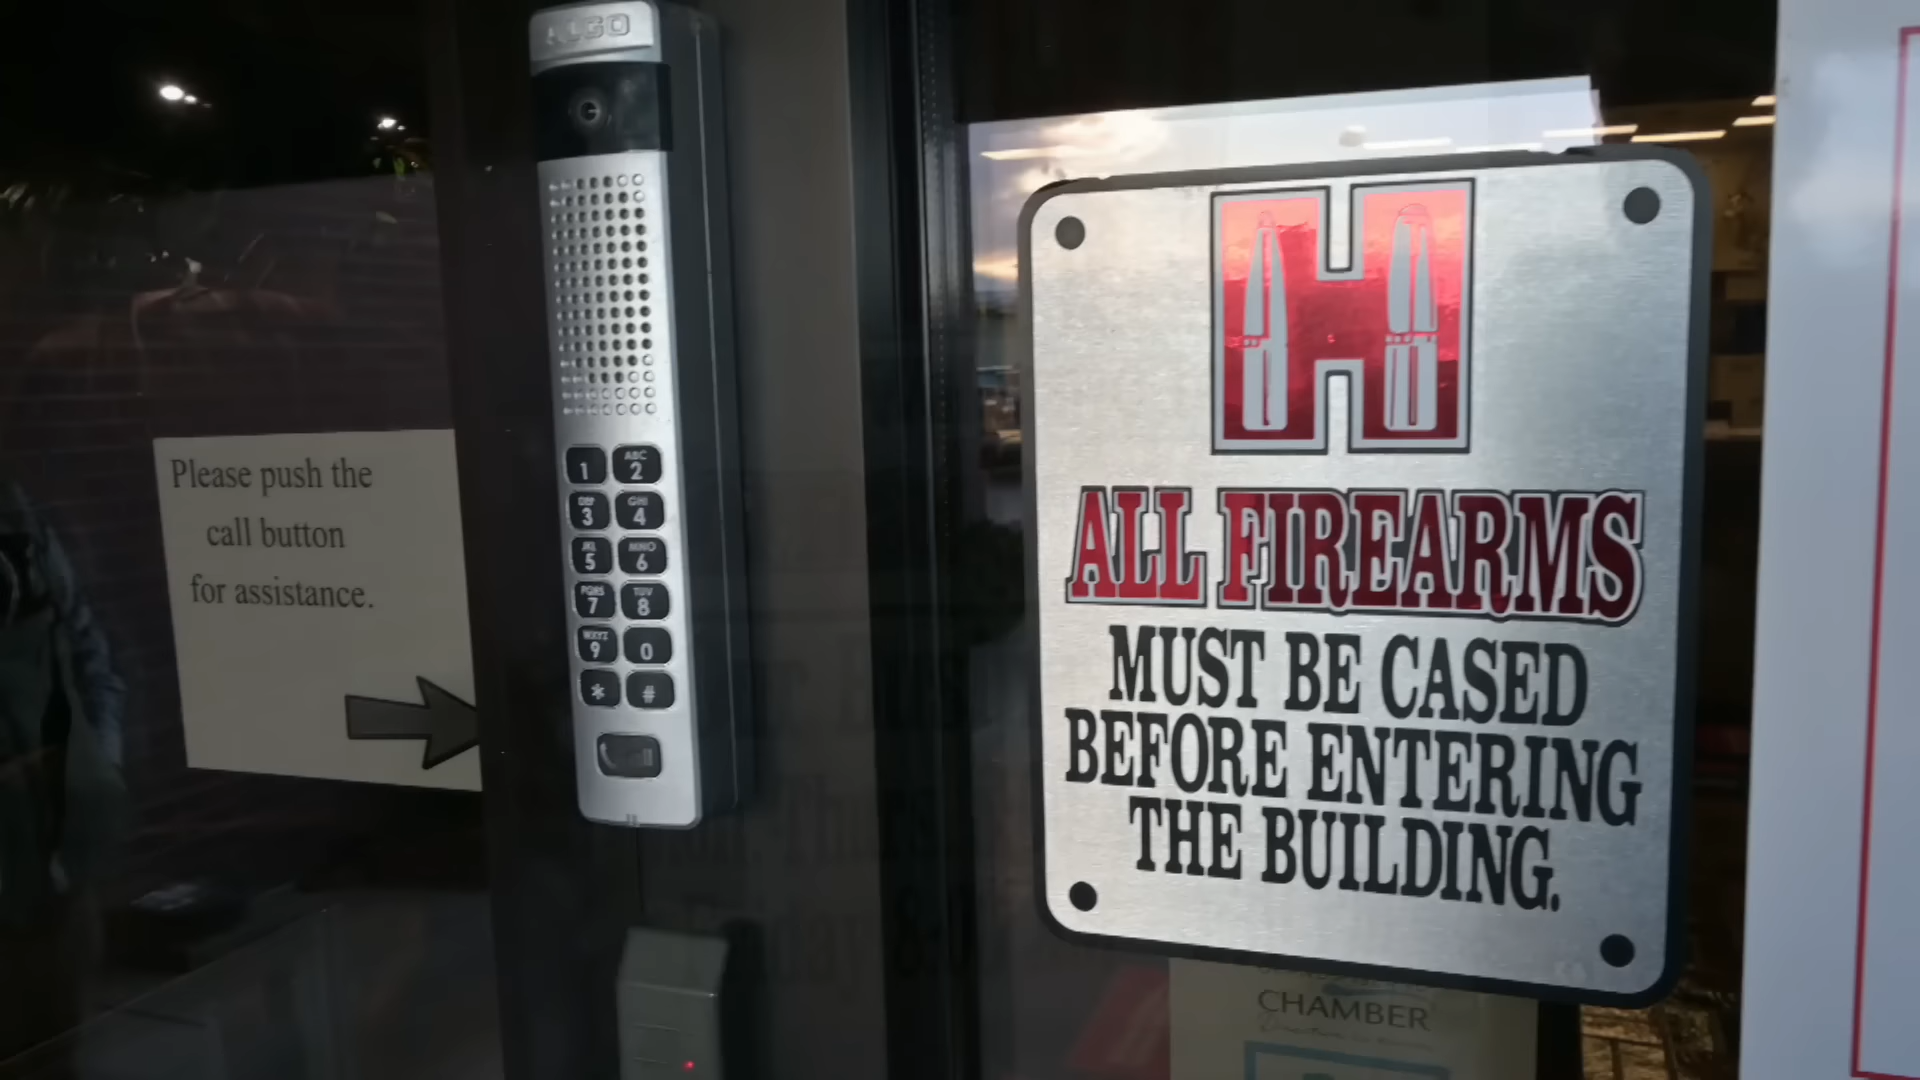 ALGO
Please push the
call button
for assistance.
1
ABC
2
DEF
3
GHI
4
JKL
5
MNO
6
PQRS
7
TUV
8
WXYZ
9
0
*
#
H
ALL FIREARMS
MUST BE CASED
BEFORE ENTERING
THE BUILDING.
CHAMBER